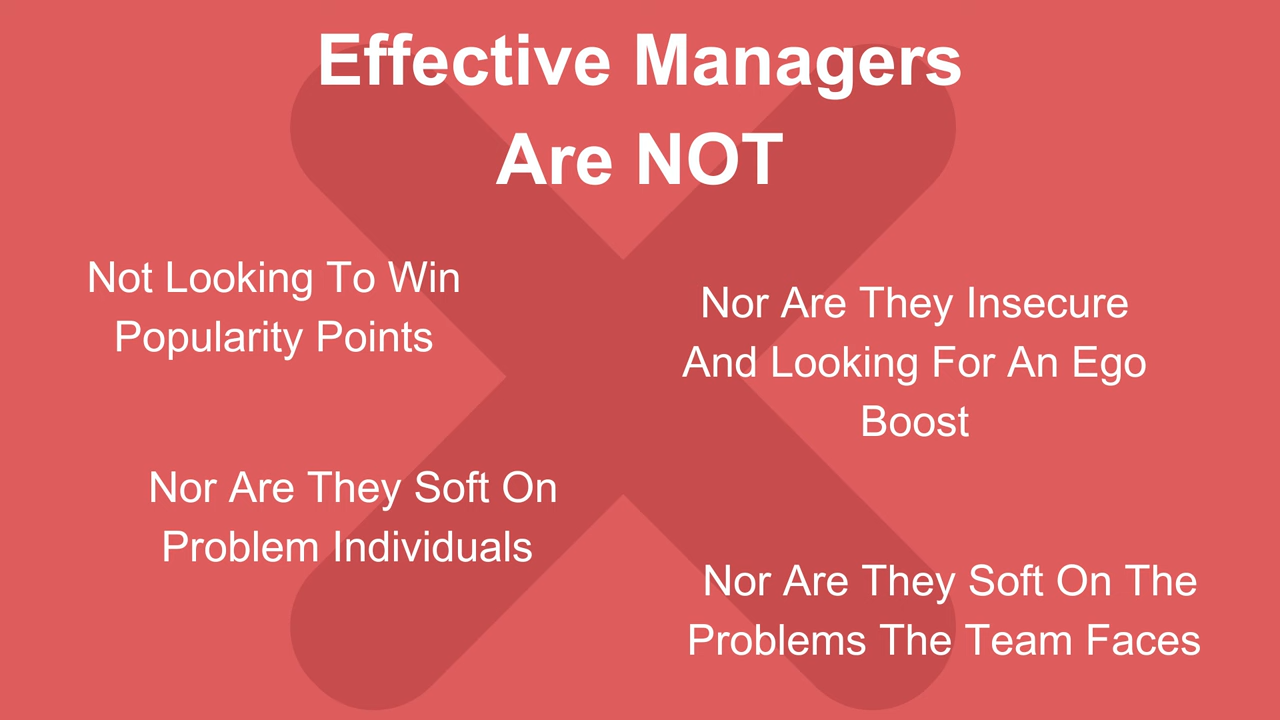 Effective Managers
Are NOT
Not Looking To Win
Popularity Points
Nor Are They Insecure
And Looking For An Ego
Boost
Nor Are They Soft On
Problem Individuals
Nor Are They Soft On The
Problems The Team Faces